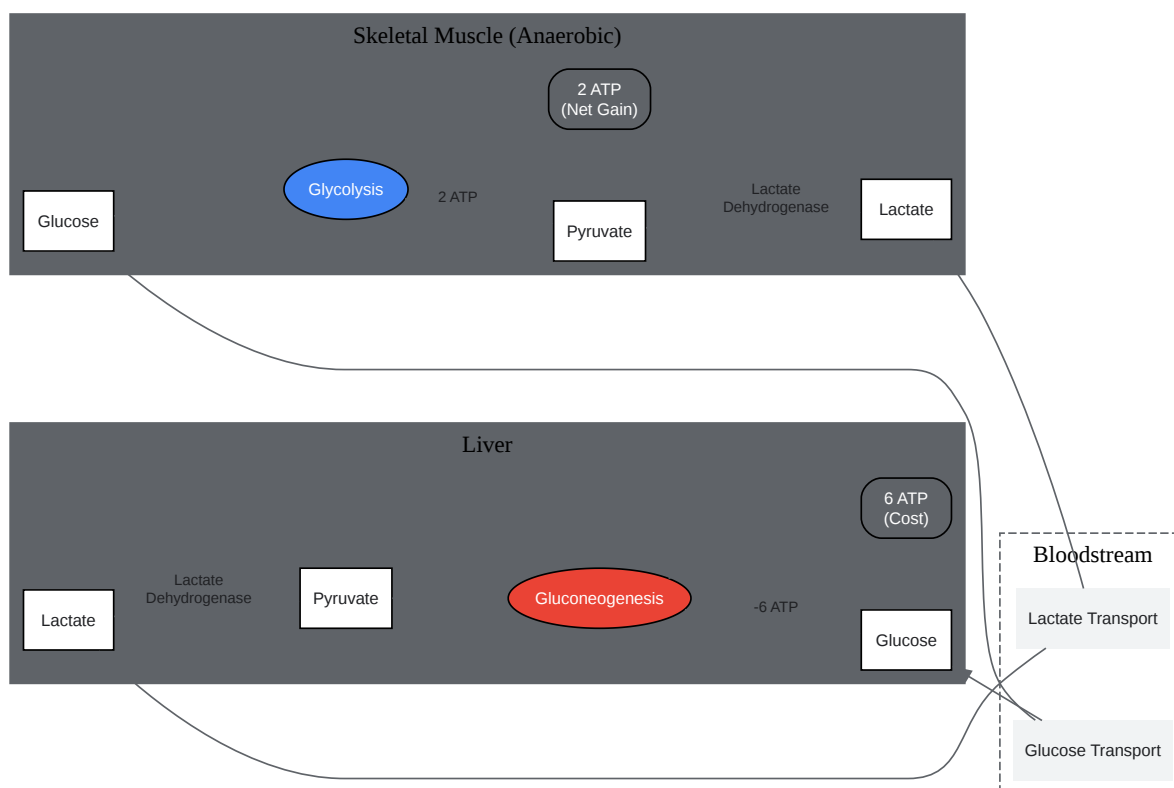 Skeletal Muscle (Anaerobic)
2 ATP
(Net Gain)
Glycolysis
2 ATP
Lactate
Dehydrogenase
Glucose
Pyruvate
Lactate
Liver
6 ATP
(Cost)
Lactate
Dehydrogenase
Pyruvate
Gluconeogenesis
-6 ATP
Lactate
Glucose
Bloodstream
Lactate Transport
Glucose Transport